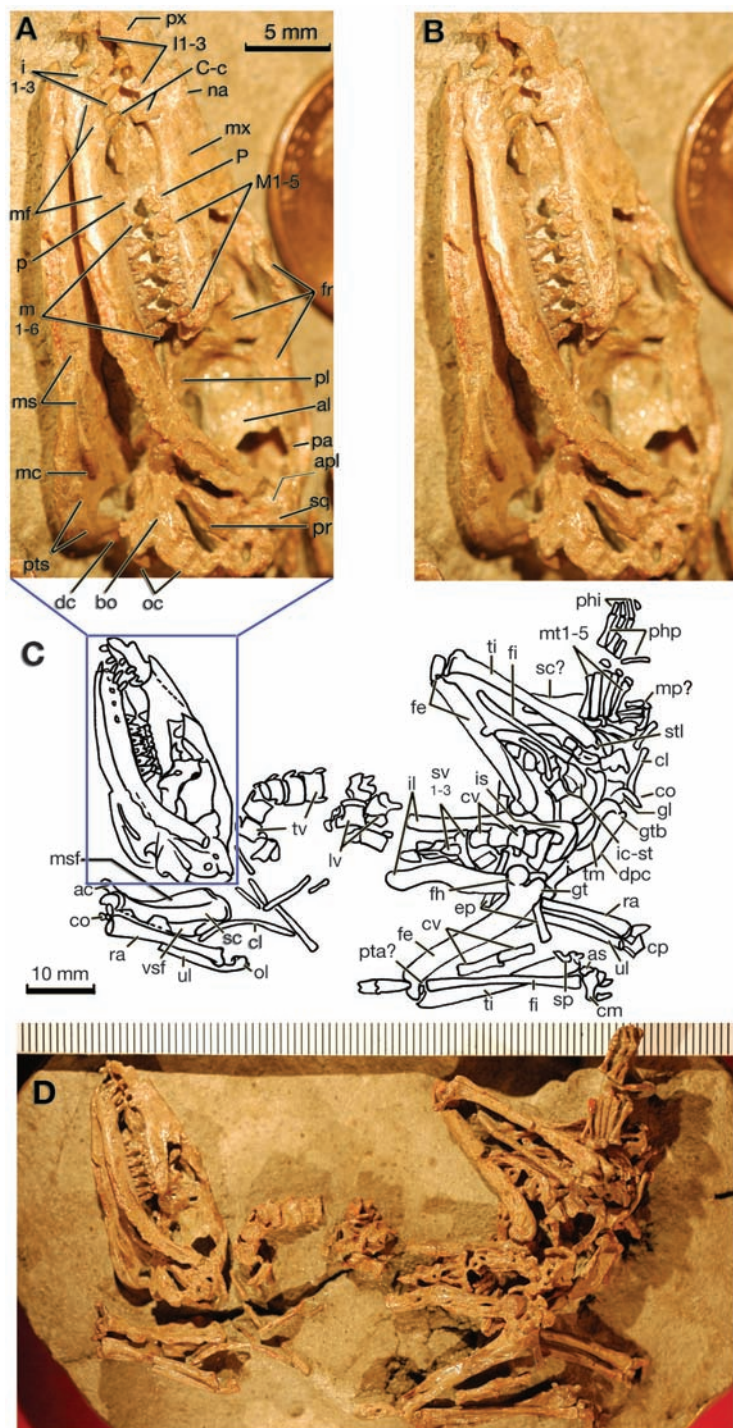 A
px
I1-3
5 mm
B
i
1-3
C-c
na
mx
P
M1-5
mf
p
m
1-6
fr
pl
al
ms
pa
apl
mc
sq
pr
pts
dc
bo
oc
C
phi
mt1-5
php
ti
fi
sc?
mp?
fe
stl
cl
sv
1-3
is
il
cv
co
gl
gtb
tv
lv
ic-st
tm
dpc
msf
ac
fh
gt
ra
co
ep
fe
cv
ra
vsf
sc
cl
pta?
as
ul
cp
ul
ol
sp
10 mm
ti
fi
cm
D